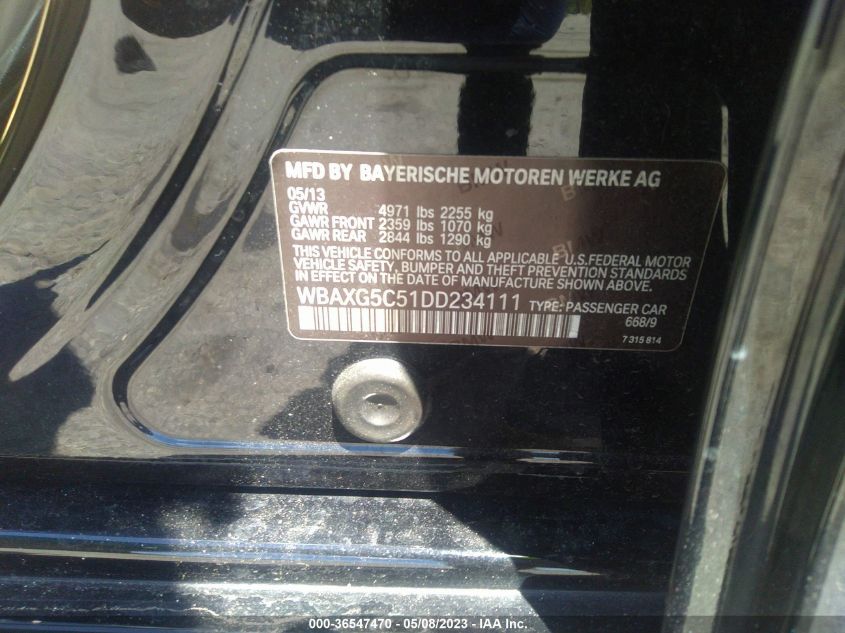 MFD BY BAYERISCHE MOTOREN WERKE AG
05/13
GVWR 4971 lbs 2255 kg
GAWR FRONT 2359 lbs 1070 kg
GAWR REAR 2844 lbs 1290 kg
THIS VEHICLE CONFORMS TO ALL APPLICABLE U.S.FEDERAL MOTOR
VEHICLE SAFETY, BUMPER AND THEFT PREVENTION STANDARDS
IN EFFECT ON THE DATE OF MANUFACTURE SHOWN ABOVE.
WBAXG5C51DD234111 TYPE: PASSENGER CAR
668/9
7 315 814
000-36547470 - 05/08/2023 - IAA Inc.